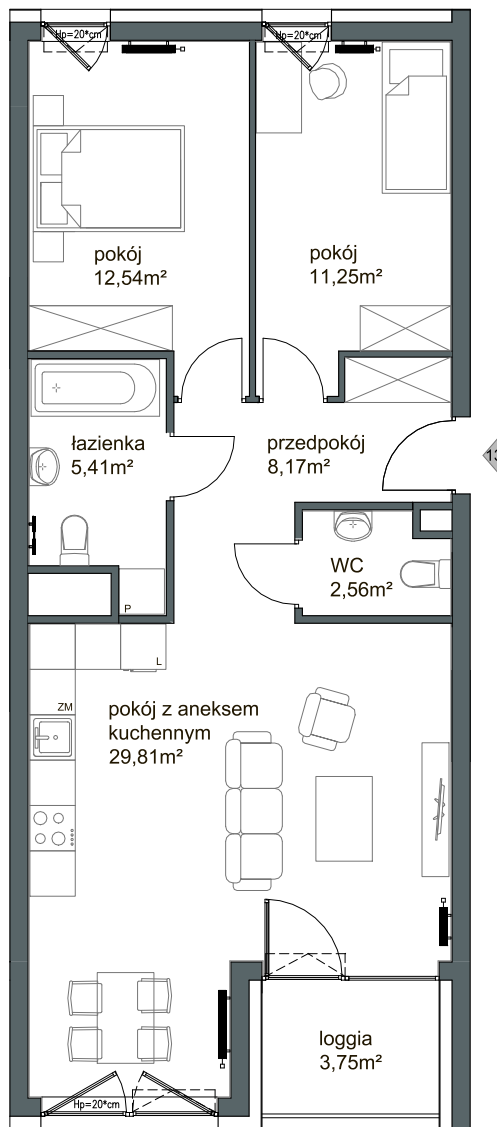 Hp=20*cm
Hp=20*cm
pokój
12,54m²
pokój
11,25m²
łazienka
5,41m²
przedpokój
8,17m²
13
WC
2,56m²
P
L
ZM
pokój z aneksem
kuchennym
29,81m²
loggia
3,75m²
Hp=20*cm